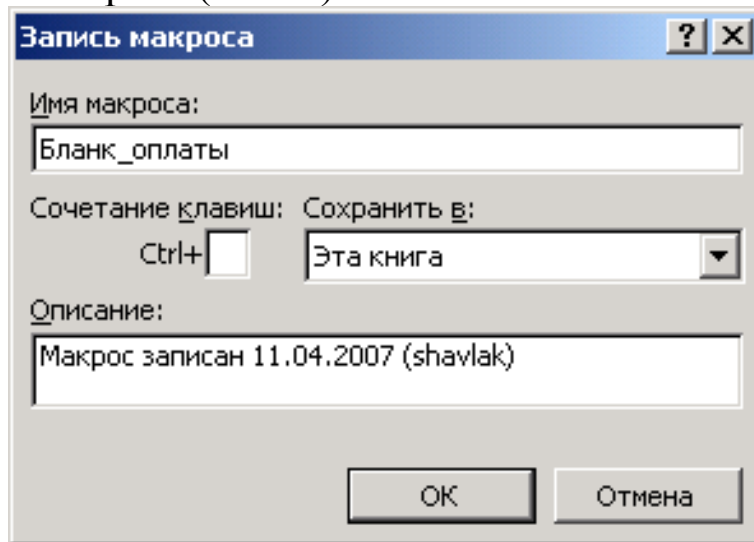 Запись макроса
Имя макроса:
Бланк_оплаты
Сочетание клавиш: Сохранить в:
Ctrl+ Эта книга
Описание:
Макрос записан 11.04.2007 (shavlak)
ОК Отмена